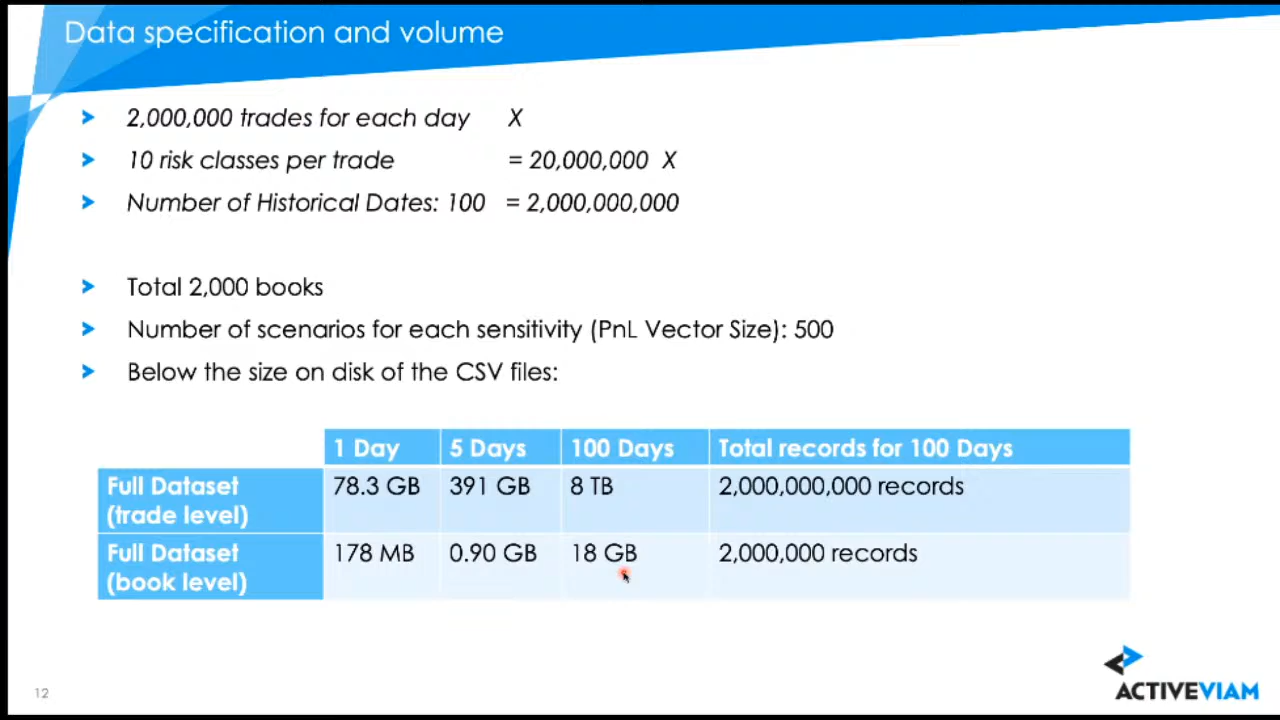 Data specification and volume
2,000,000 trades for each day X
10 risk classes per trade = 20,000,000 X
Number of Historical Dates: 100 = 2,000,000,000
Total 2,000 books
Number of scenarios for each sensitivity (PnL Vector Size): 500
Below the size on disk of the CSV files:
1 Day 5 Days 100 Days Total records for 100 Days
Full Dataset 78.3 GB 391 GB 8 TB 2,000,000,000 records
(trade level)
Full Dataset 178 MB 0.90 GB 18 GB 2,000,000 records
(book level)
12
ACTIVEVIAM